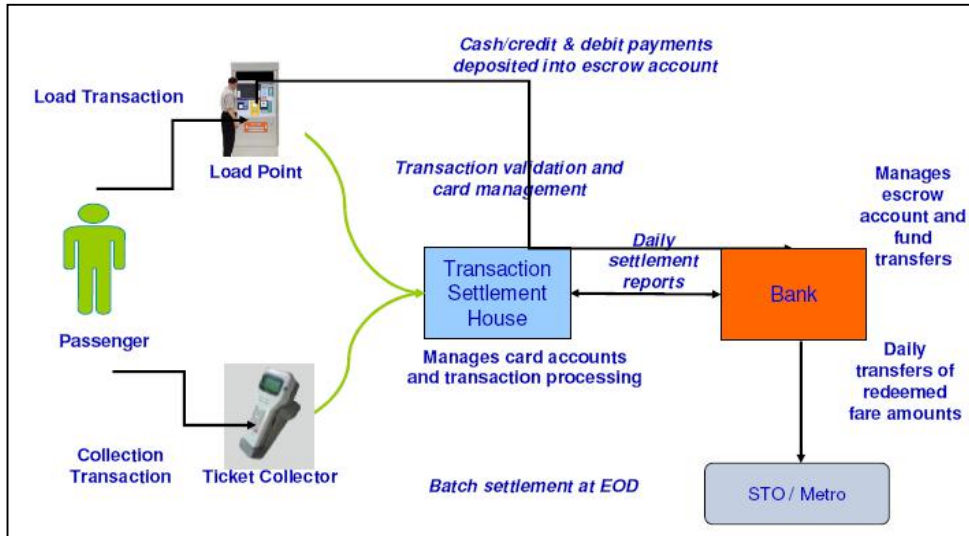 Cash/credit & debit payments
deposited into escrow account
Load Transaction
Load Point
Transaction validation and
card management
Manages
escrow
account and
fund
transfers
Daily
settlement
reports
Transaction
Settlement
House
Bank
Passenger
Manages card accounts
and transaction processing
Daily
transfers of
redeemed
fare amounts
Collection
Transaction
Ticket Collector
Batch settlement at EOD
STO / Metro